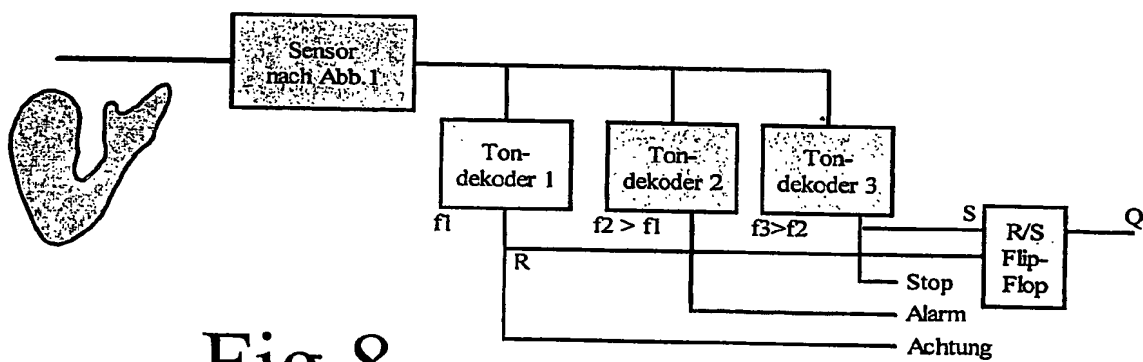 Sensor
nach Abb.1
Ton-
dekoder 1
Ton-
dekoder 2
Ton-
dekoder 3
f1
f2 > f1
f3>f2
S
R/S
Flip-
Flop
Q
R
Stop
Alarm
Achtung
Fig 8